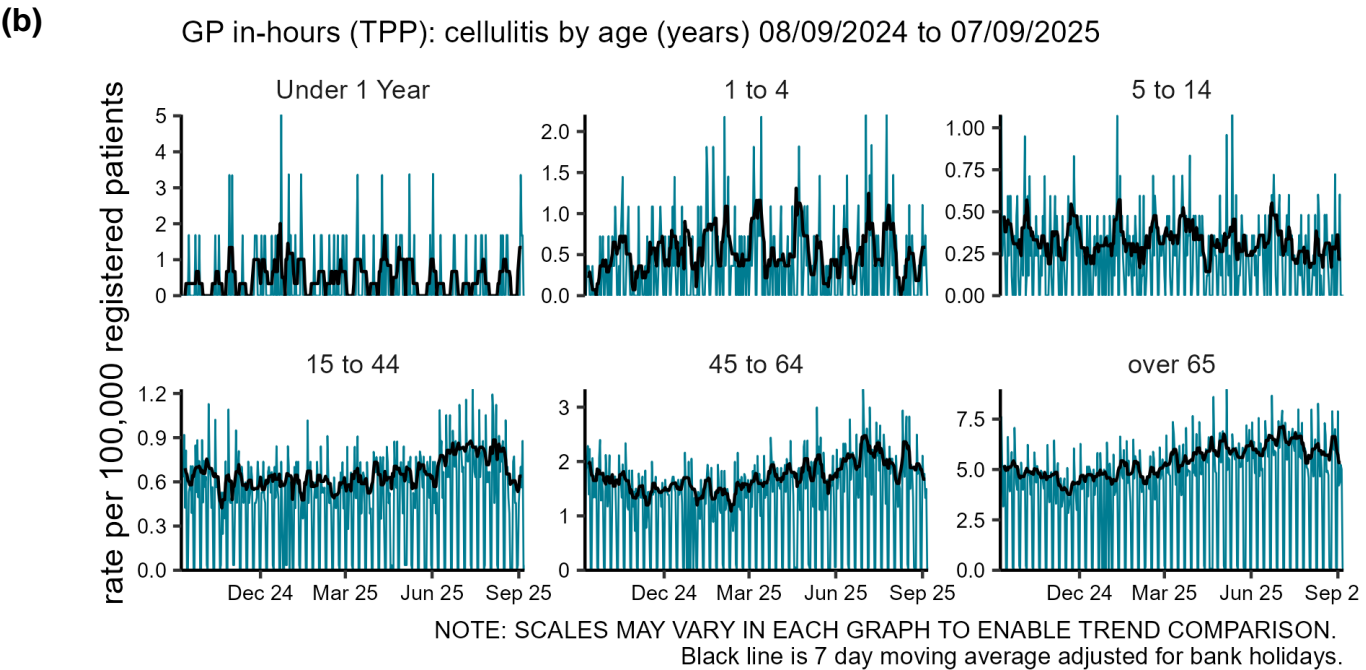 (b)
GP in-hours (TPP): cellulitis by age (years) 08/09/2024 to 07/09/2025
rate per 100,000 registered patients
Under 1 Year
5
4
3
2
1
0
1 to 4
2.0
1.5
1.0
0.5
0.0
5 to 14
1.00
0.75
0.50
0.25
0.00
15 to 44
1.2
0.9
0.6
0.3
0.0
Dec 24 Mar 25 Jun 25 Sep 25
45 to 64
3
2
1
0
Dec 24 Mar 25 Jun 25 Sep 25
over 65
7.5
5.0
2.5
0.0
Dec 24 Mar 25 Jun 25 Sep 2
NOTE: SCALES MAY VARY IN EACH GRAPH TO ENABLE TREND COMPARISON.
Black line is 7 day moving average adjusted for bank holidays.